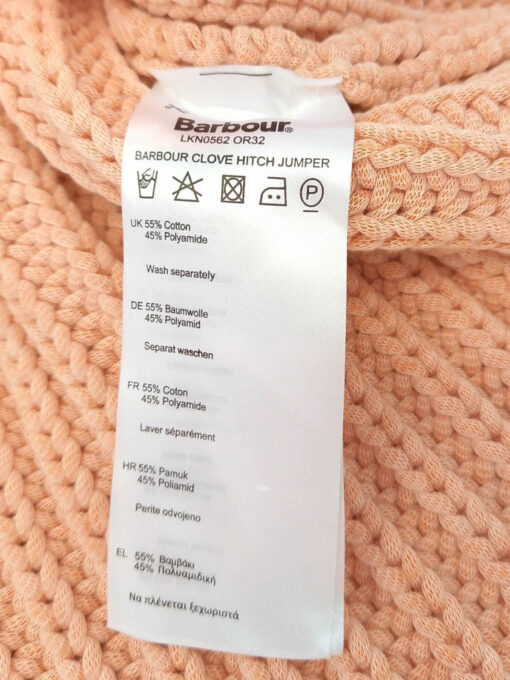 Barbour®
LKN0562 OR32
BARBOUR CLOVE HITCH JUMPER
P
UK 55% Cotton
45% Polyamide
Wash separately
DE 55% Baumwolle
45% Polyamid
Separat waschen
FR 55% Coton
45% Polyamide
Laver séparément
HR 55% Pamuk
45% Poliamid
Perite odvojeno
EL 55% Βαμβάκι
45% Πολυαμιδική
Να πλένεται ξεχωριστά